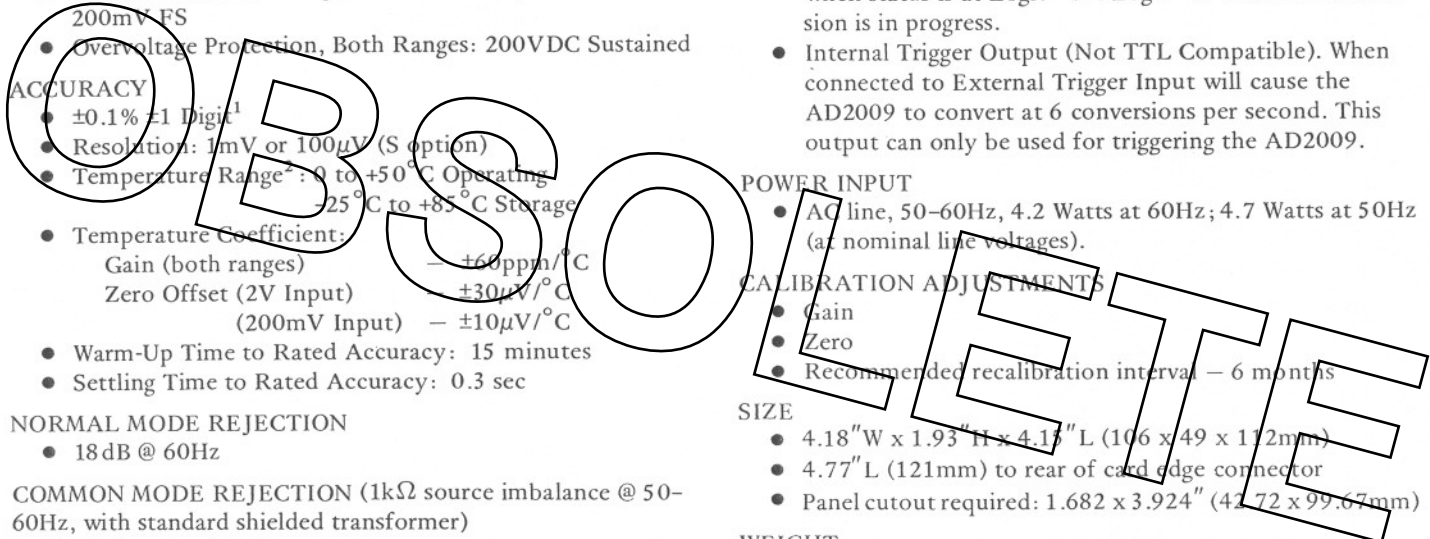 200mV FS
● Overvoltage Protection, Both Ranges: 200VDC Sustained
ACCURACY
● ±0.1% ±1 Digit¹
● Resolution: 1mV or 100μV (S option)
● Temperature Range²: 0 to +50°C Operating
-25°C to +85°C Storage
● Temperature Coefficient:
Gain (both ranges) — ±60ppm/°C
Zero Offset (2V Input) — ±30μV/°C
(200mV Input) — ±10μV/°C
● Warm-Up Time to Rated Accuracy: 15 minutes
● Settling Time to Rated Accuracy: 0.3 sec
NORMAL MODE REJECTION
● 18dB @ 60Hz
COMMON MODE REJECTION (1kΩ source imbalance @ 50–
60Hz, with standard shielded transformer)
sion is in progress.
● Internal Trigger Output (Not TTL Compatible). When
connected to External Trigger Input will cause the
AD2009 to convert at 6 conversions per second. This
output can only be used for triggering the AD2009.
POWER INPUT
● AC line, 50–60Hz, 4.2 Watts at 60Hz; 4.7 Watts at 50Hz
(at nominal line voltages).
CALIBRATION ADJUSTMENTS
● Gain
● Zero
● Recommended recalibration interval — 6 months
SIZE
● 4.18"W x 1.93"H x 4.15"L (106 x 49 x 112mm)
● 4.77"L (121mm) to rear of card edge connector
● Panel cutout required: 1.682 x 3.924" (42.72 x 99.67mm)
WEIGHT
OBSOLETE